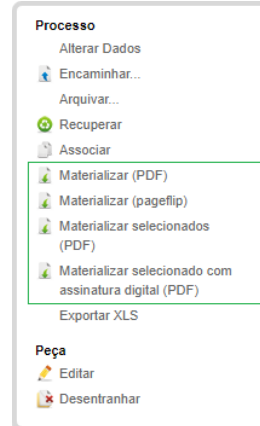 Processo
Alterar Dados
Encaminhar...
Arquivar...
Recuperar
Associar
Materializar (PDF)
Materializar (pageflip)
Materializar selecionados
(PDF)
Materializar selecionado com
assinatura digital (PDF)
Exportar XLS
Peça
Editar
Desentranhar